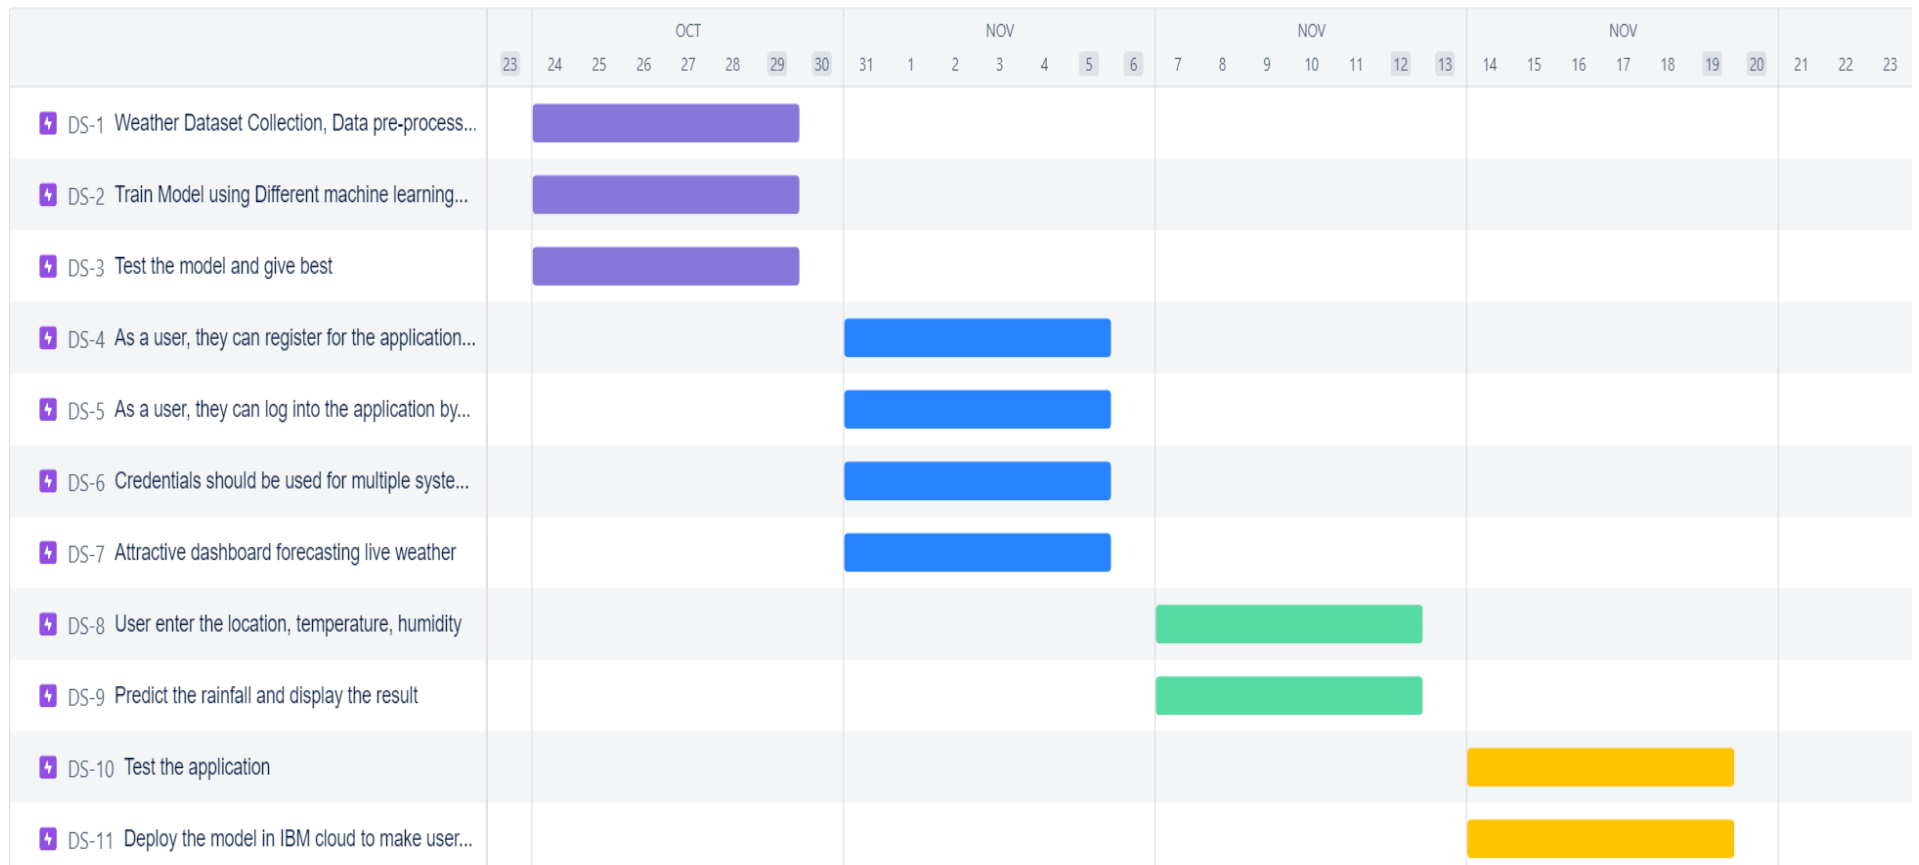 OCT NOV NOV NOV
23 24 25 26 27 28 29 30 31 1 2 3 4 5 6 7 8 9 10 11 12 13 14 15 16 17 18 19 20 21 22 23
DS-1 Weather Dataset Collection, Data pre-process...
DS-2 Train Model using Different machine learning...
DS-3 Test the model and give best
DS-4 As a user, they can register for the application...
DS-5 As a user, they can log into the application by...
DS-6 Credentials should be used for multiple syste...
DS-7 Attractive dashboard forecasting live weather
DS-8 User enter the location, temperature, humidity
DS-9 Predict the rainfall and display the result
DS-10 Test the application
DS-11 Deploy the model in IBM cloud to make user...